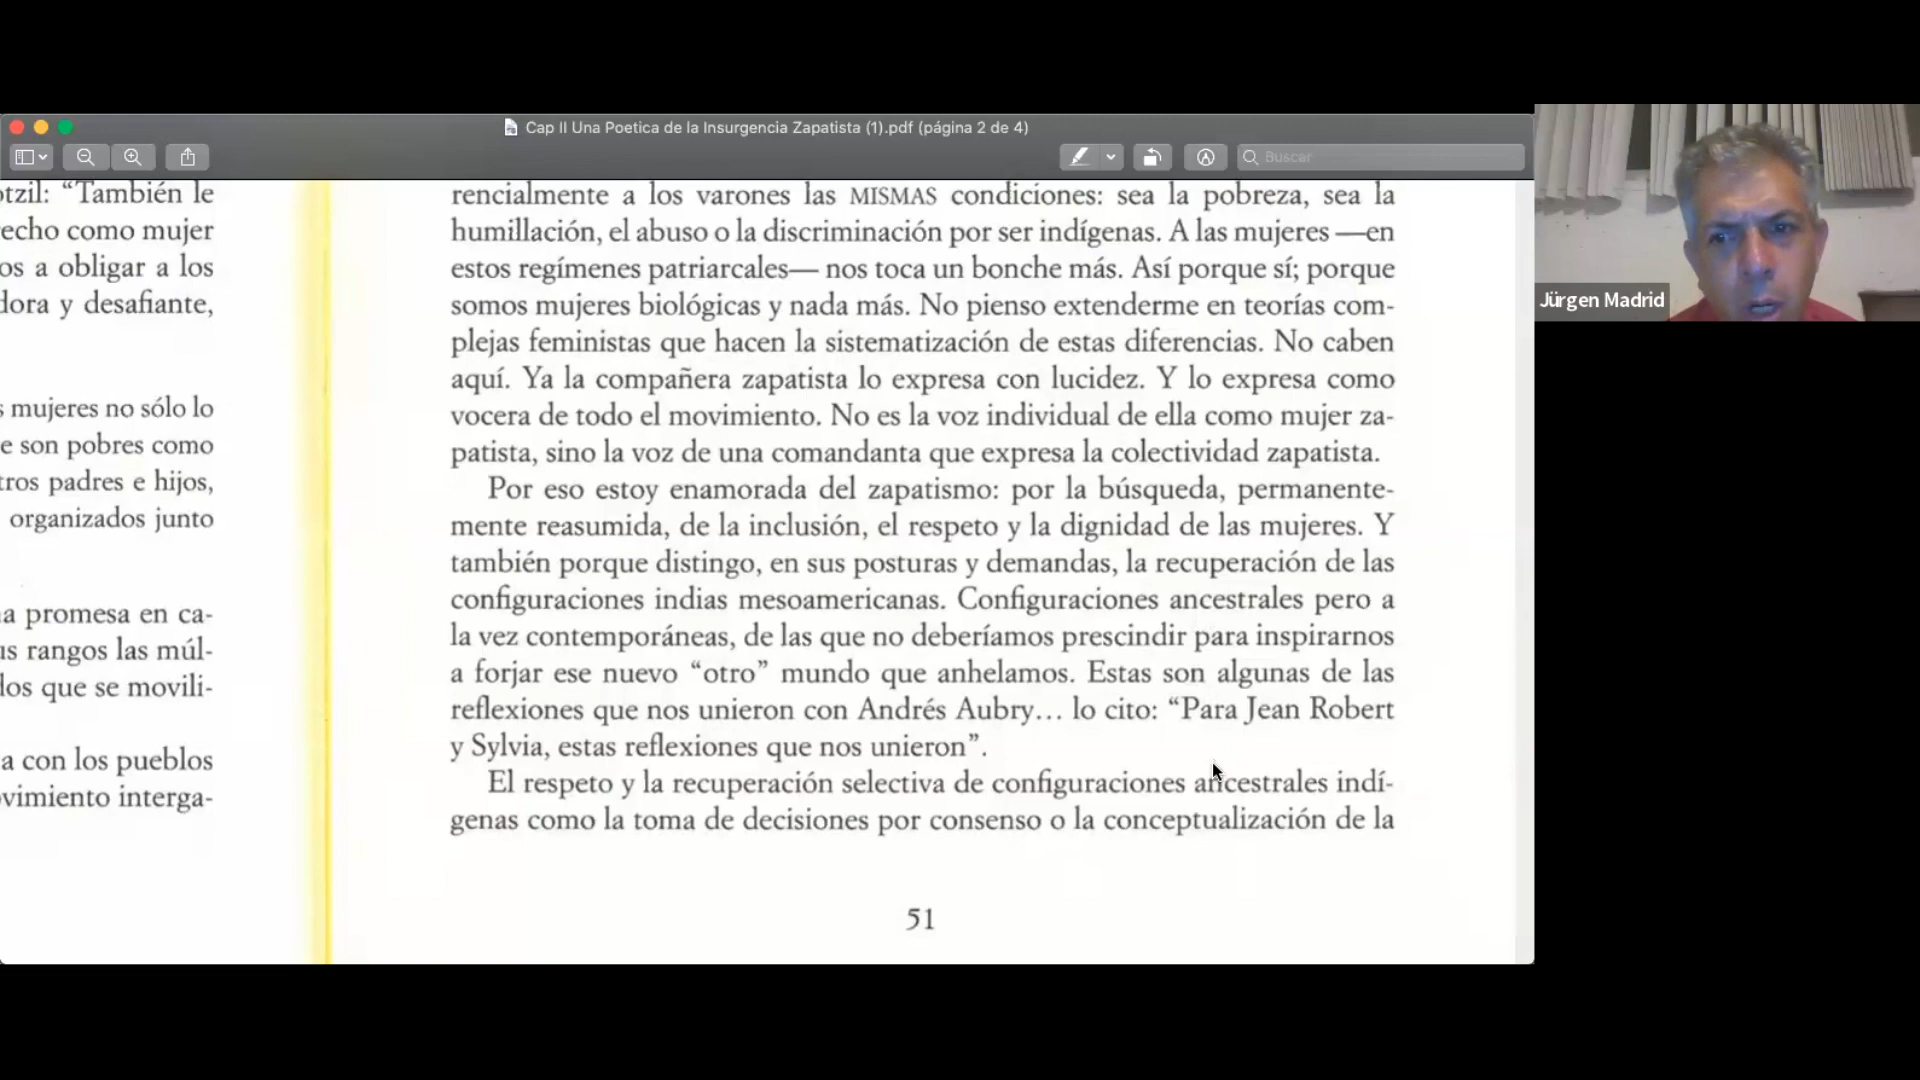 Cap II Una Poetica de la Insurgencia Zapatista (1).pdf (página 2 de 4)
Buscar
otzil: “También le
echo como mujer
os a obligar a los
dora y desafiante,
s mujeres no sólo lo
e son pobres como
tros padres e hijos,
organizados junto
na promesa en ca-
us rangos las múl-
dos que se movili-
a con los pueblos
ovimiento interga-
rencialmente a los varones las MISMAS condiciones: sea la pobreza, sea la
humillación, el abuso o la discriminación por ser indígenas. A las mujeres —en
estos regímenes patriarcales— nos toca un bonche más. Así porque sí; porque
somos mujeres biológicas y nada más. No pienso extenderme en teorías com-
plejas feministas que hacen la sistematización de estas diferencias. No caben
aquí. Ya la compañera zapatista lo expresa con lucidez. Y lo expresa como
vocera de todo el movimiento. No es la voz individual de ella como mujer za-
patista, sino la voz de una comandanta que expresa la colectividad zapatista.
Por eso estoy enamorada del zapatismo: por la búsqueda, permanente-
mente reasumida, de la inclusión, el respeto y la dignidad de las mujeres. Y
también porque distingo, en sus posturas y demandas, la recuperación de las
configuraciones indias mesoamericanas. Configuraciones ancestrales pero a
la vez contemporáneas, de las que no deberíamos prescindir para inspirarnos
a forjar ese nuevo “otro” mundo que anhelamos. Estas son algunas de las
reflexiones que nos unieron con Andrés Aubry… lo cito: “Para Jean Robert
y Sylvia, estas reflexiones que nos unieron”.
El respeto y la recuperación selectiva de configuraciones ancestrales indí-
genas como la toma de decisiones por consenso o la conceptualización de la
51
Jürgen Madrid